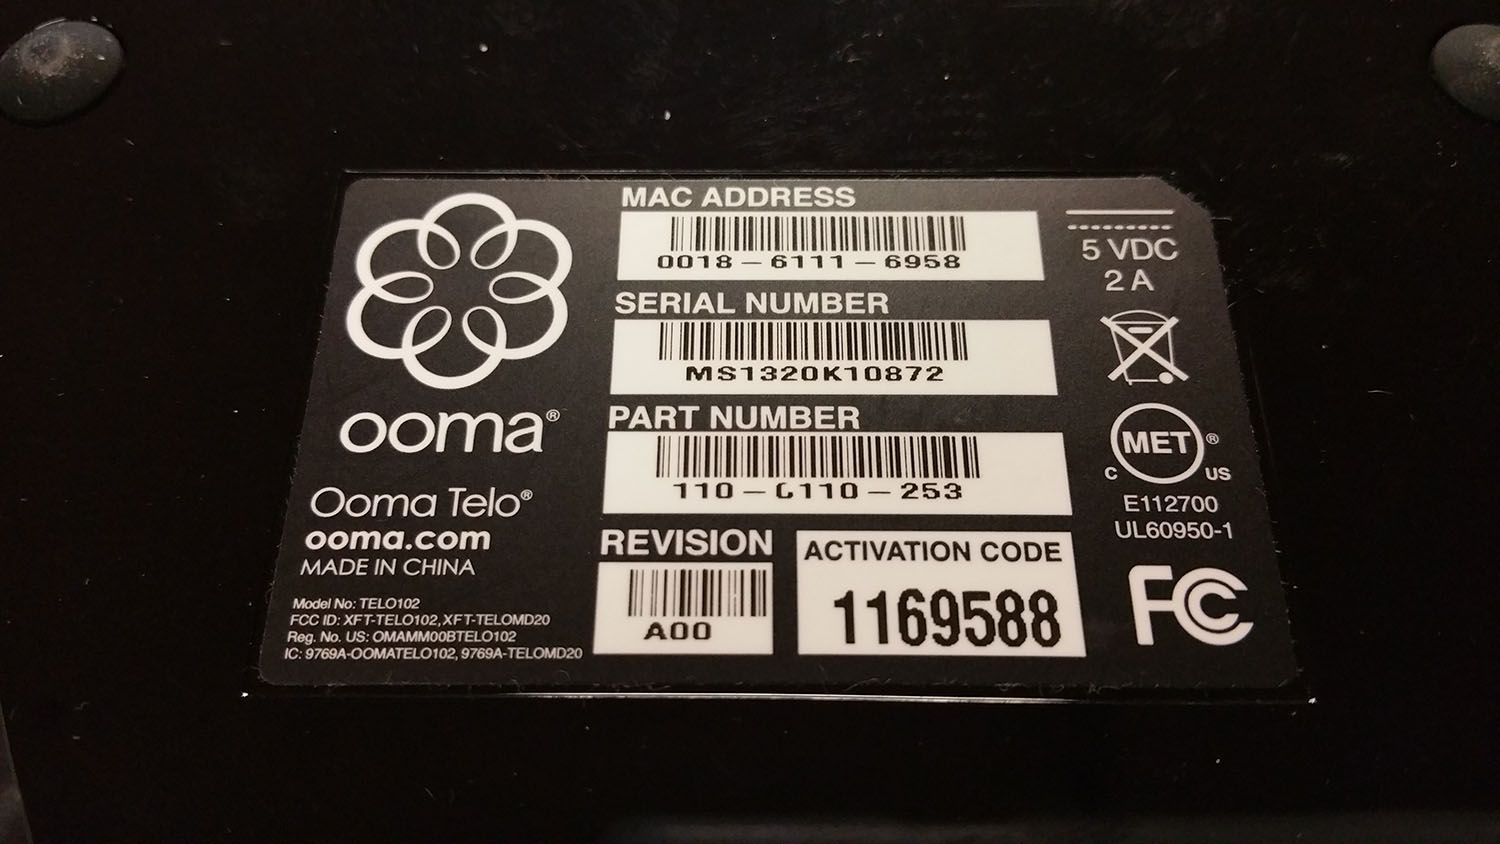 MAC ADDRESS
0018-6111-6958
SERIAL NUMBER
MS1320K10872
PART NUMBER
110-0110-253
REVISION
A00
ACTIVATION CODE
1169588
ooma®
Ooma Telo®
ooma.com
MADE IN CHINA
Model No: TELO102
FCC ID: XFT-TELO102, XFT-TELOMD20
Reg. No. US: OMAMM00BTELO102
IC: 9769A-OOMATELO102, 9769A-TELOMD20
5 VDC
2 A
MET®
C US
E112700
UL60950-1
FC